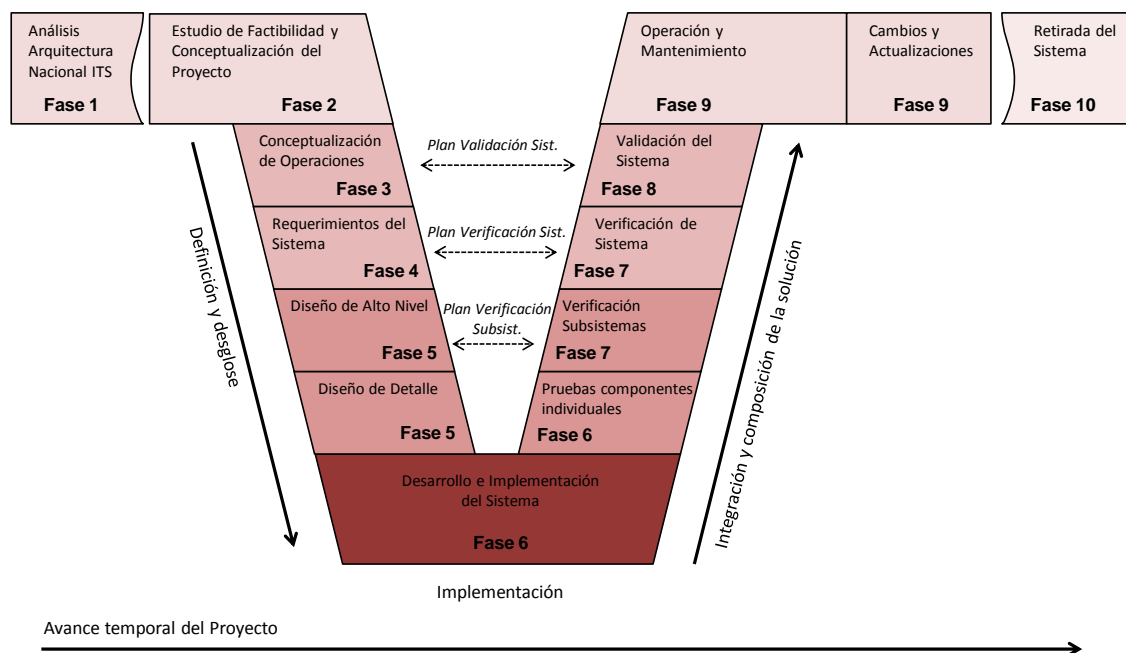 Análisis
Arquitectura
Nacional ITS
Fase 1
Estudio de Factibilidad y
Conceptualización del
Proyecto
Fase 2
Operación y
Mantenimiento
Fase 9
Cambios y
Actualizaciones
Fase 9
Retirada del
Sistema
Fase 10
Conceptualización
de Operaciones
Fase 3
Plan Validación Sist.
Validación del
Sistema
Fase 8
Requerimientos del
Sistema
Fase 4
Plan Verificación Sist.
Verificación de
Sistema
Fase 7
Diseño de Alto Nivel
Fase 5
Plan Verificación
Subsist.
Verificación
Subsistemas
Fase 7
Diseño de Detalle
Fase 5
Pruebas componentes
individuales
Fase 6
Desarrollo e Implementación
del Sistema
Fase 6
Definición y desglose
Integración y composición de la solución
Implementación
Avance temporal del Proyecto